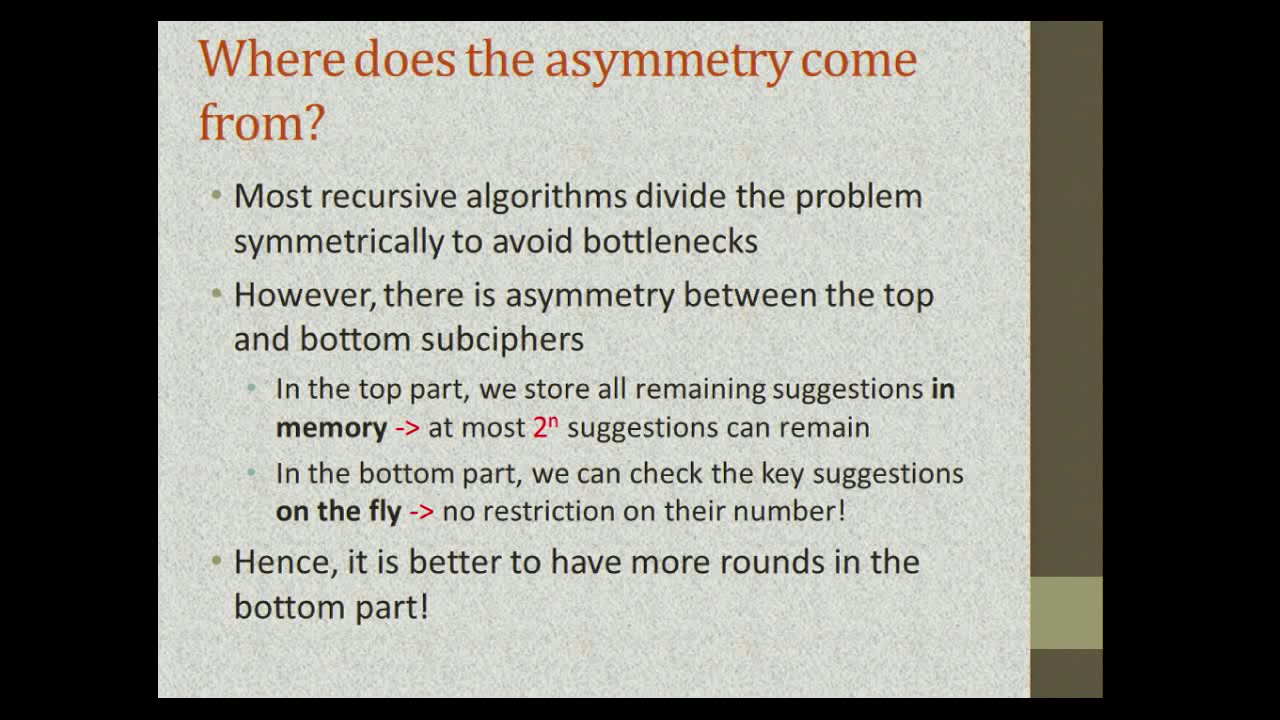 Where does the asymmetry come
from?
• Most recursive algorithms divide the problem
symmetrically to avoid bottlenecks
• However, there is asymmetry between the top
and bottom subciphers
• In the top part, we store all remaining suggestions in
memory -> at most 2ⁿ suggestions can remain
• In the bottom part, we can check the key suggestions
on the fly -> no restriction on their number!
• Hence, it is better to have more rounds in the
bottom part!